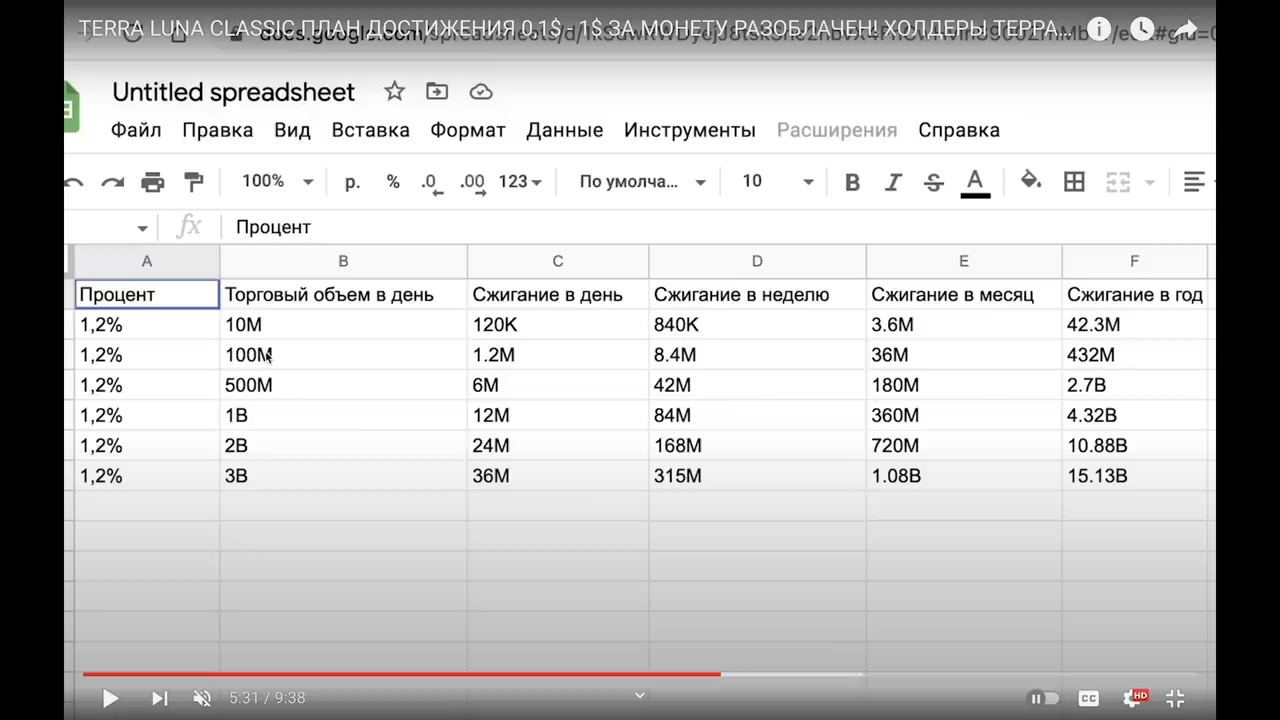 TERRA LUNA CLASSIC ПЛАН ДОСТИЖЕНИЯ 0,1$ - 1$ ЗА МОНЕТУ РАЗОБЛАЧЕН! ХОЛДЕРЫ ТЕРРА...
Untitled spreadsheet
Файл Правка Вид Вставка Формат Данные Инструменты Расширения Справка
100% р. % .0 .00 123 По умолча... 10 B I S A
fx Процент
A B C D E F
Процент Торговый объем в день Сжигание в день Сжигание в неделю Сжигание в месяц Сжигание в год
1,2% 10M 120K 840K 3.6M 42.3M
1,2% 100M 1.2M 8.4M 36M 432M
1,2% 500M 6M 42M 180M 2.7B
1,2% 1B 12M 84M 360M 4.32B
1,2% 2B 24M 168M 720M 10.88B
1,2% 3B 36M 315M 1.08B 15.13B
5:31 / 9:38 CC HD